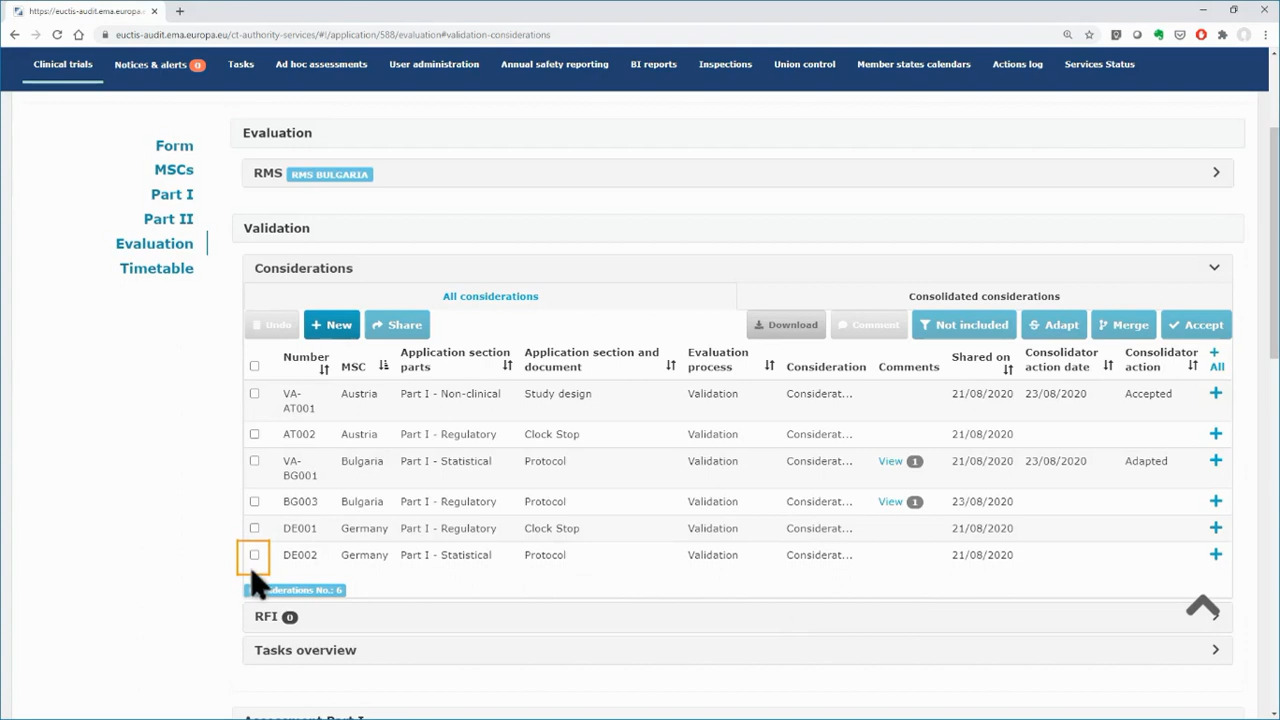 https://euctis-audit.ema.europa.
euctis-audit.ema.europa.eu/ct-authority-services/#!/application/588/evaluation#validation-considerations
Clinical trials Notices & alerts 0 Tasks Ad hoc assessments User administration Annual safety reporting BI reports Inspections Union control Member states calendars Actions log Services Status
Form
MSCs
Part I
Part II
Evaluation
Timetable
Evaluation
RMS RMS BULGARIA
Validation
Considerations
All considerations Consolidated considerations
Undo New Share Download Comment Not included Adapt Merge Accept
Number MSC Application section parts Application section and document Evaluation process Consideration Comments Shared on Consolidator action date Consolidator action + All
VA-AT001 Austria Part I - Non-clinical Study design Validation Considerat... 21/08/2020 23/08/2020 Accepted
AT002 Austria Part I - Regulatory Clock Stop Validation Considerat... 21/08/2020
VA-BG001 Bulgaria Part I - Statistical Protocol Validation Considerat... View 1 21/08/2020 23/08/2020 Adapted
BG003 Bulgaria Part I - Regulatory Protocol Validation Considerat... View 1 23/08/2020
DE001 Germany Part I - Regulatory Clock Stop Validation Considerat... 21/08/2020
DE002 Germany Part I - Statistical Protocol Validation Considerat... 21/08/2020
iderations No.: 6
RFI 0
Tasks overview